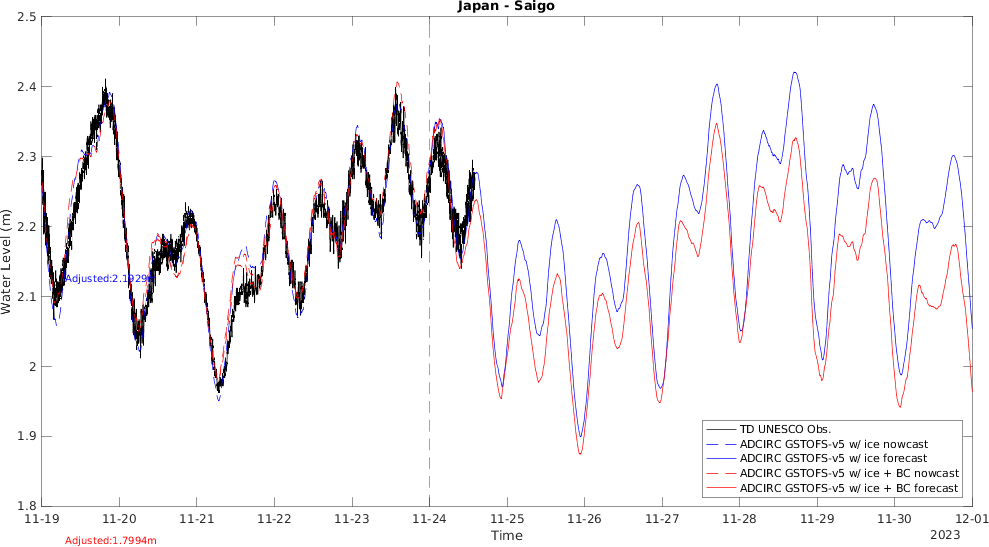 Japan - Saigo
2.5
2.4
2.3
2.2
2.1
2
1.9
1.8
Water Level (m)
Adjusted:2.1929m
TD UNESCO Obs.
ADCIRC GSTOFS-v5 w/ ice nowcast
ADCIRC GSTOFS-v5 w/ ice forecast
ADCIRC GSTOFS-v5 w/ ice + BC nowcast
ADCIRC GSTOFS-v5 w/ ice + BC forecast
11-19 11-20 11-21 11-22 11-23 11-24 11-25 11-26 11-27 11-28 11-29 11-30 12-01
Time
2023
Adjusted:1.7994m